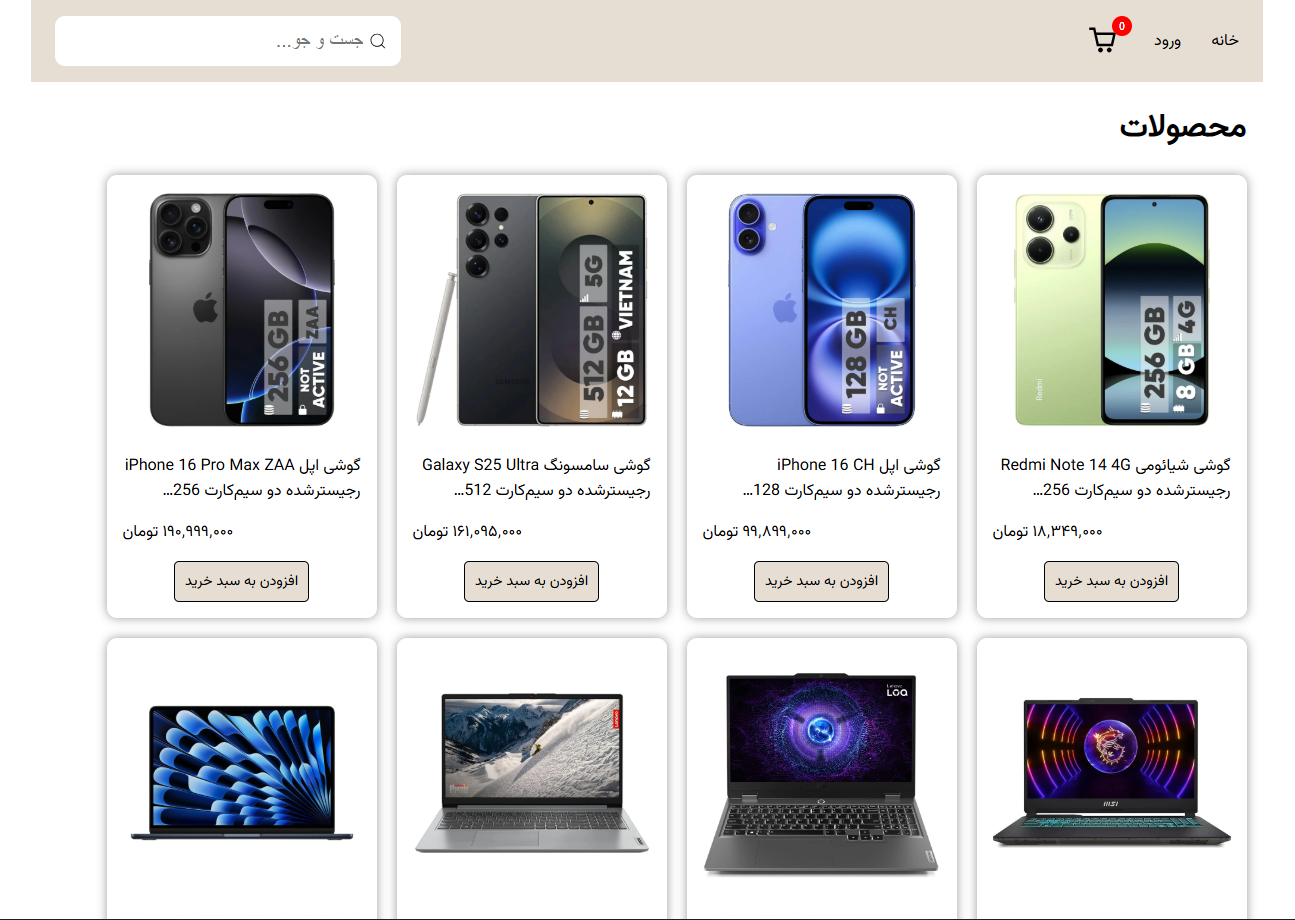 خانه
ورود
0
جست و جو...
محصولات
Redmi
256 GB
4G
8 GB
128 GB
CH
NOT
ACTIVE
SAMSUNG
512 GB
5G
12 GB
VIETNAM
256 GB
ZAA
NOT
ACTIVE
گوشی شیائومی Redmi Note 14 4G
رجیسترشده دو سیم‌کارت 256...
۱۸,۳۴۹,۰۰۰ تومان
افزودن به سبد خرید
گوشی اپل iPhone 16 CH
رجیسترشده دو سیم‌کارت 128...
۹۹,۸۹۹,۰۰۰ تومان
افزودن به سبد خرید
گوشی سامسونگ Galaxy S25 Ultra
رجیسترشده دو سیم‌کارت 512...
۱۶۱,۰۹۵,۰۰۰ تومان
افزودن به سبد خرید
گوشی اپل iPhone 16 Pro Max ZAA
رجیسترشده دو سیم‌کارت 256...
۱۹۰,۹۹۹,۰۰۰ تومان
افزودن به سبد خرید
msi
Lenovo
LOQ
Lenovo